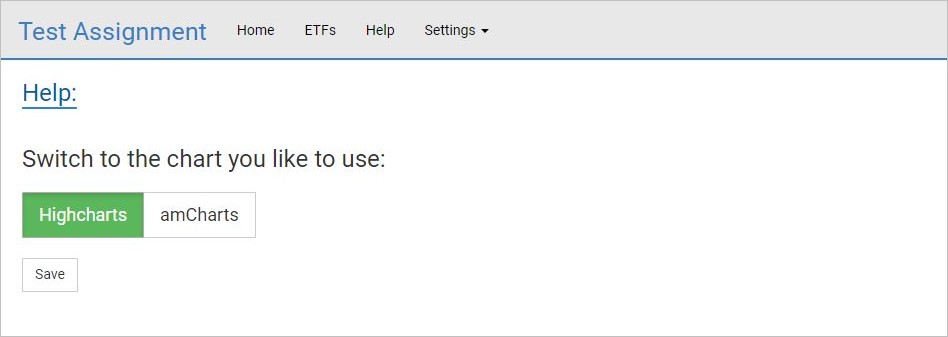 Test Assignment Home ETFs Help Settings
Help:
Switch to the chart you like to use:
Highcharts amCharts
Save